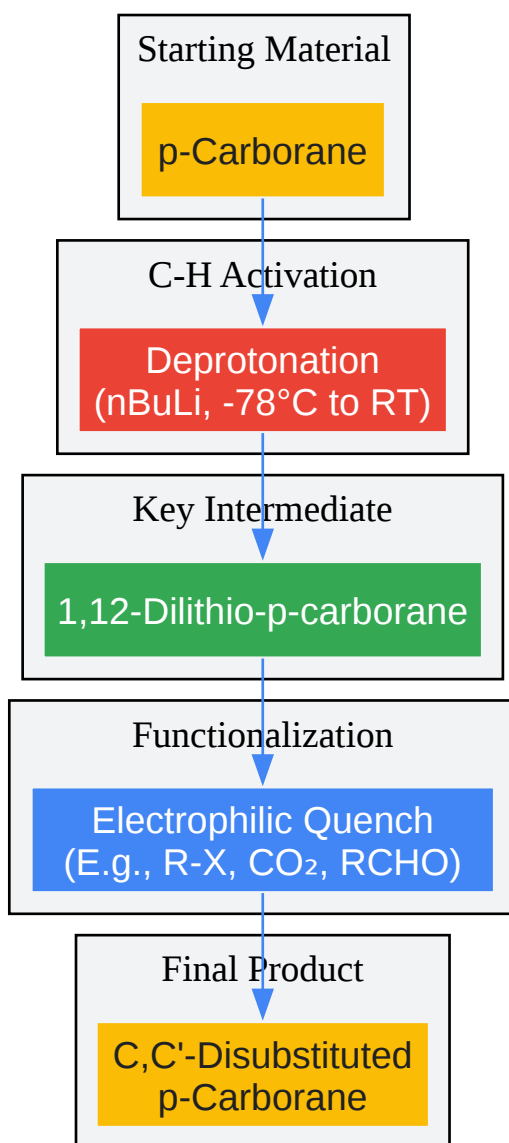 Starting Material
p-Carborane
C-H Activation
Deprotonation
(nBuLi, -78°C to RT)
Key Intermediate
1,12-Dilithio-p-carborane
Functionalization
Electrophilic Quench
(E.g., R-X, CO₂, RCHO)
Final Product
C,C'-Disubstituted
p-Carborane